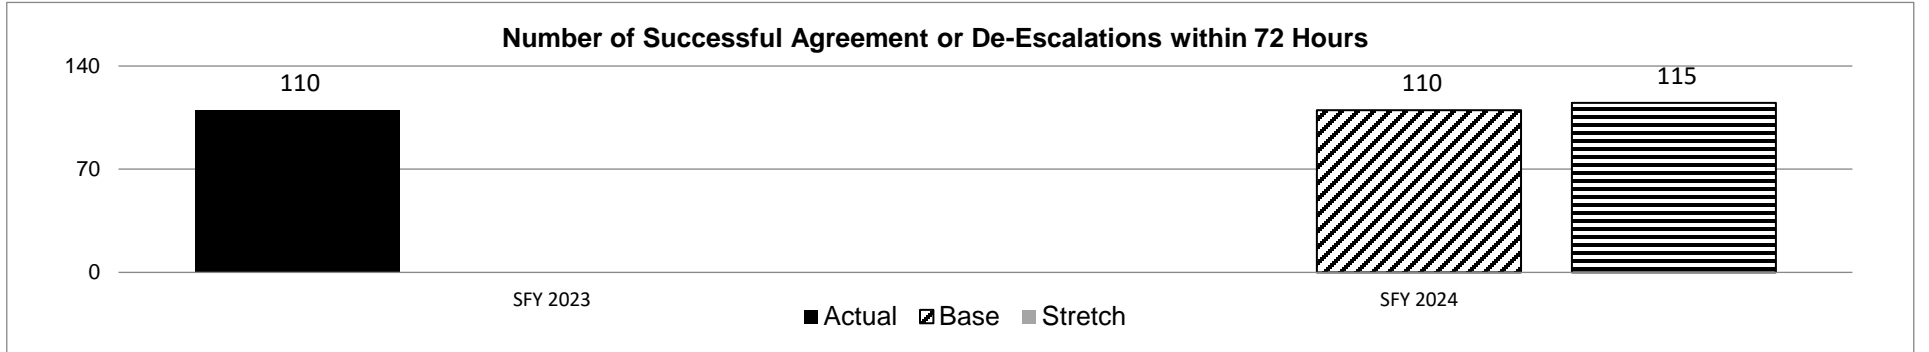 Number of Successful Agreement or De-Escalations within 72 Hours
140
110
110
115
70
0
SFY 2023
SFY 2024
Actual
Base
Stretch